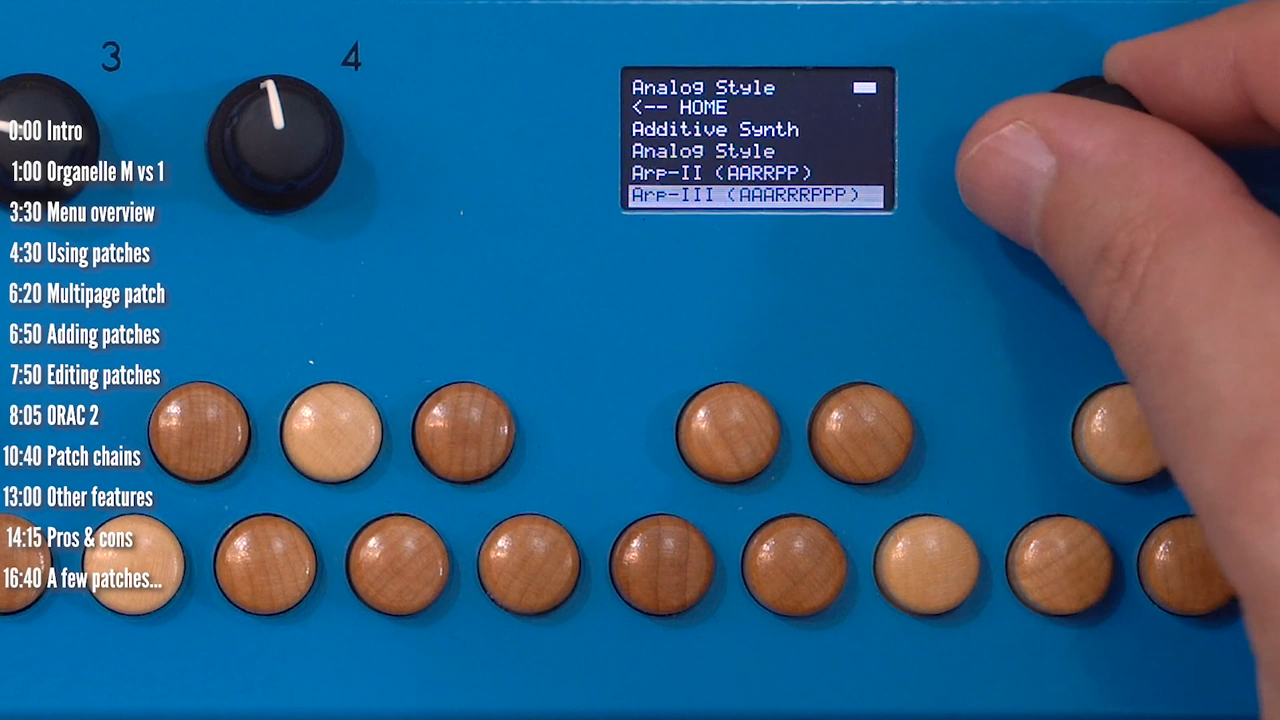 3
4
Analog Style
<-- HOME
Additive Synth
Analog Style
Arp-II (AARRPP)
Arp-III (AAARRRPPP)
0:00 Intro
1:00 Organelle M vs 1
3:30 Menu overview
4:30 Using patches
6:20 Multipage patch
6:50 Adding patches
7:50 Editing patches
8:05 ORAC 2
10:40 Patch chains
13:00 Other features
14:15 Pros & cons
16:40 A few patches...